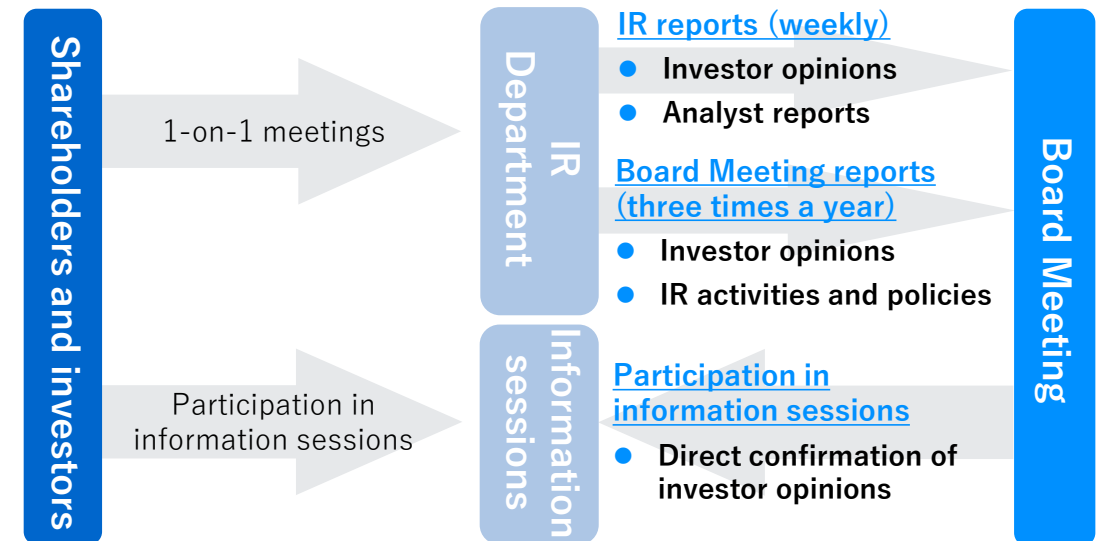 Shareholders and investors
1-on-1 meetings
Participation in
information sessions
IR
Department
Information
sessions
IR reports (weekly)
● Investor opinions
● Analyst reports
Board Meeting reports
(three times a year)
● Investor opinions
● IR activities and policies
Participation in
information sessions
● Direct confirmation of
investor opinions
Board Meeting